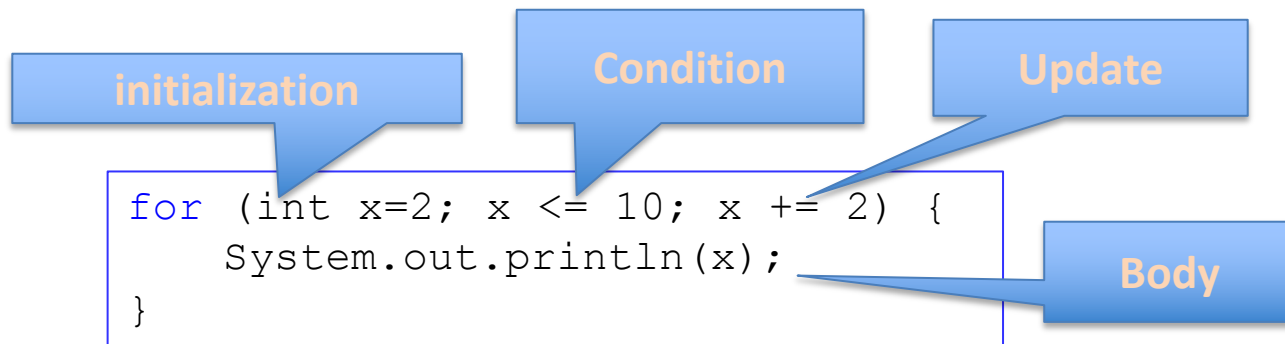 initialization
Condition
Update
for (int x=2; x <= 10; x += 2) {
System.out.println(x);
}
Body